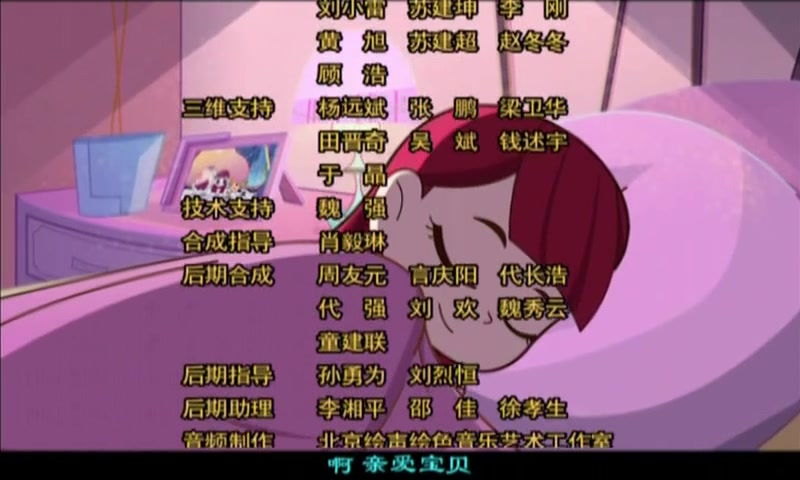 刘小雷 苏建坤 李 刚
黄 旭 苏建超 赵冬冬
顾 浩
三维支持 杨远斌 张 鹏 梁卫华
田晋奇 吴 斌 钱述宇
于 晶
技术支持 魏 强
合成指导 肖毅琳
后期合成 周友元 言庆阳 代长浩
代 强 刘 欢 魏秀云
童建联
后期指导 孙勇为 刘烈恒
后期助理 李湘平 邵 佳 徐孝生
音频制作 北京绘声绘色音乐艺术工作室
啊 亲爱宝贝